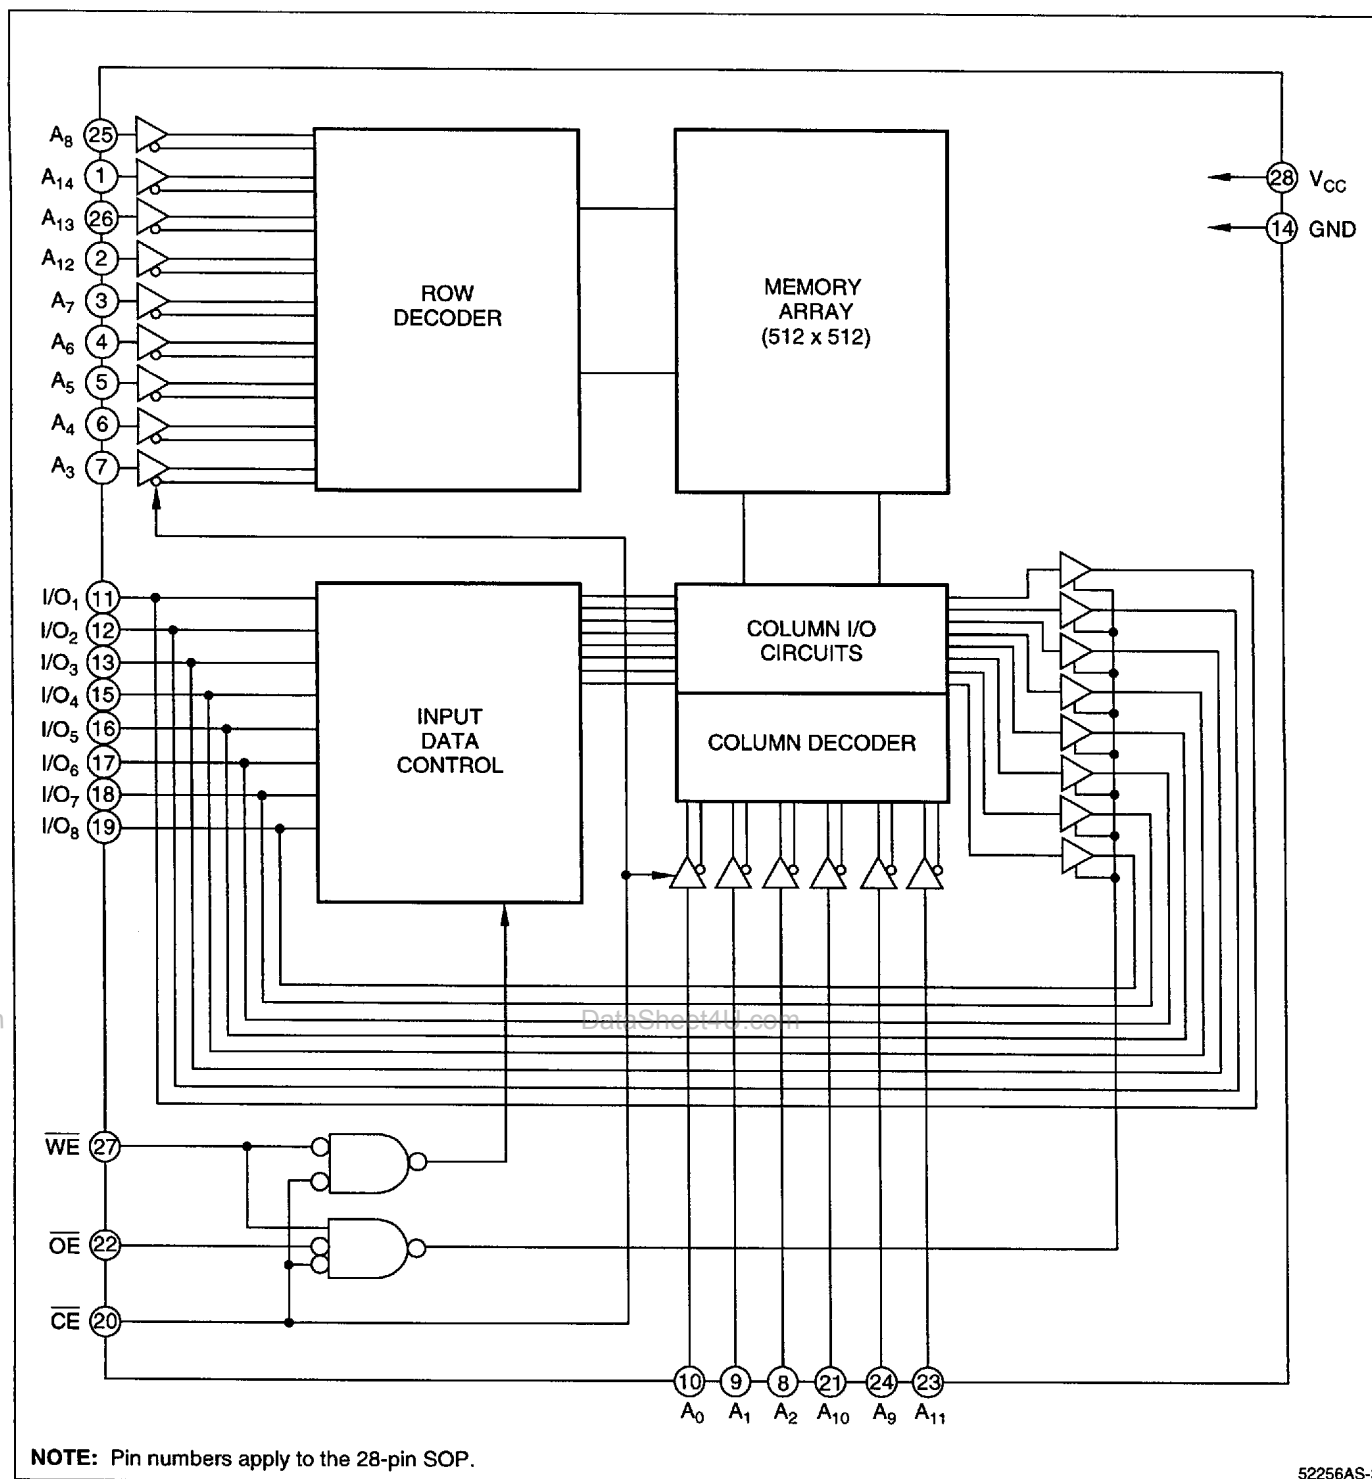 A8 25
A14 1
A13 26
A12 2
A7 3
A6 4
A5 5
A4 6
A3 7
ROW
DECODER
MEMORY
ARRAY
(512 x 512)
28 VCC
14 GND
I/O1 11
I/O2 12
I/O3 13
I/O4 15
I/O5 16
I/O6 17
I/O7 18
I/O8 19
INPUT
DATA
CONTROL
COLUMN I/O
CIRCUITS
COLUMN DECODER
DataSheet4U.com
WE 27
OE 22
CE 20
10 9 8 21 24 23
A0 A1 A2 A10 A9 A11
NOTE: Pin numbers apply to the 28-pin SOP.
52256AS-